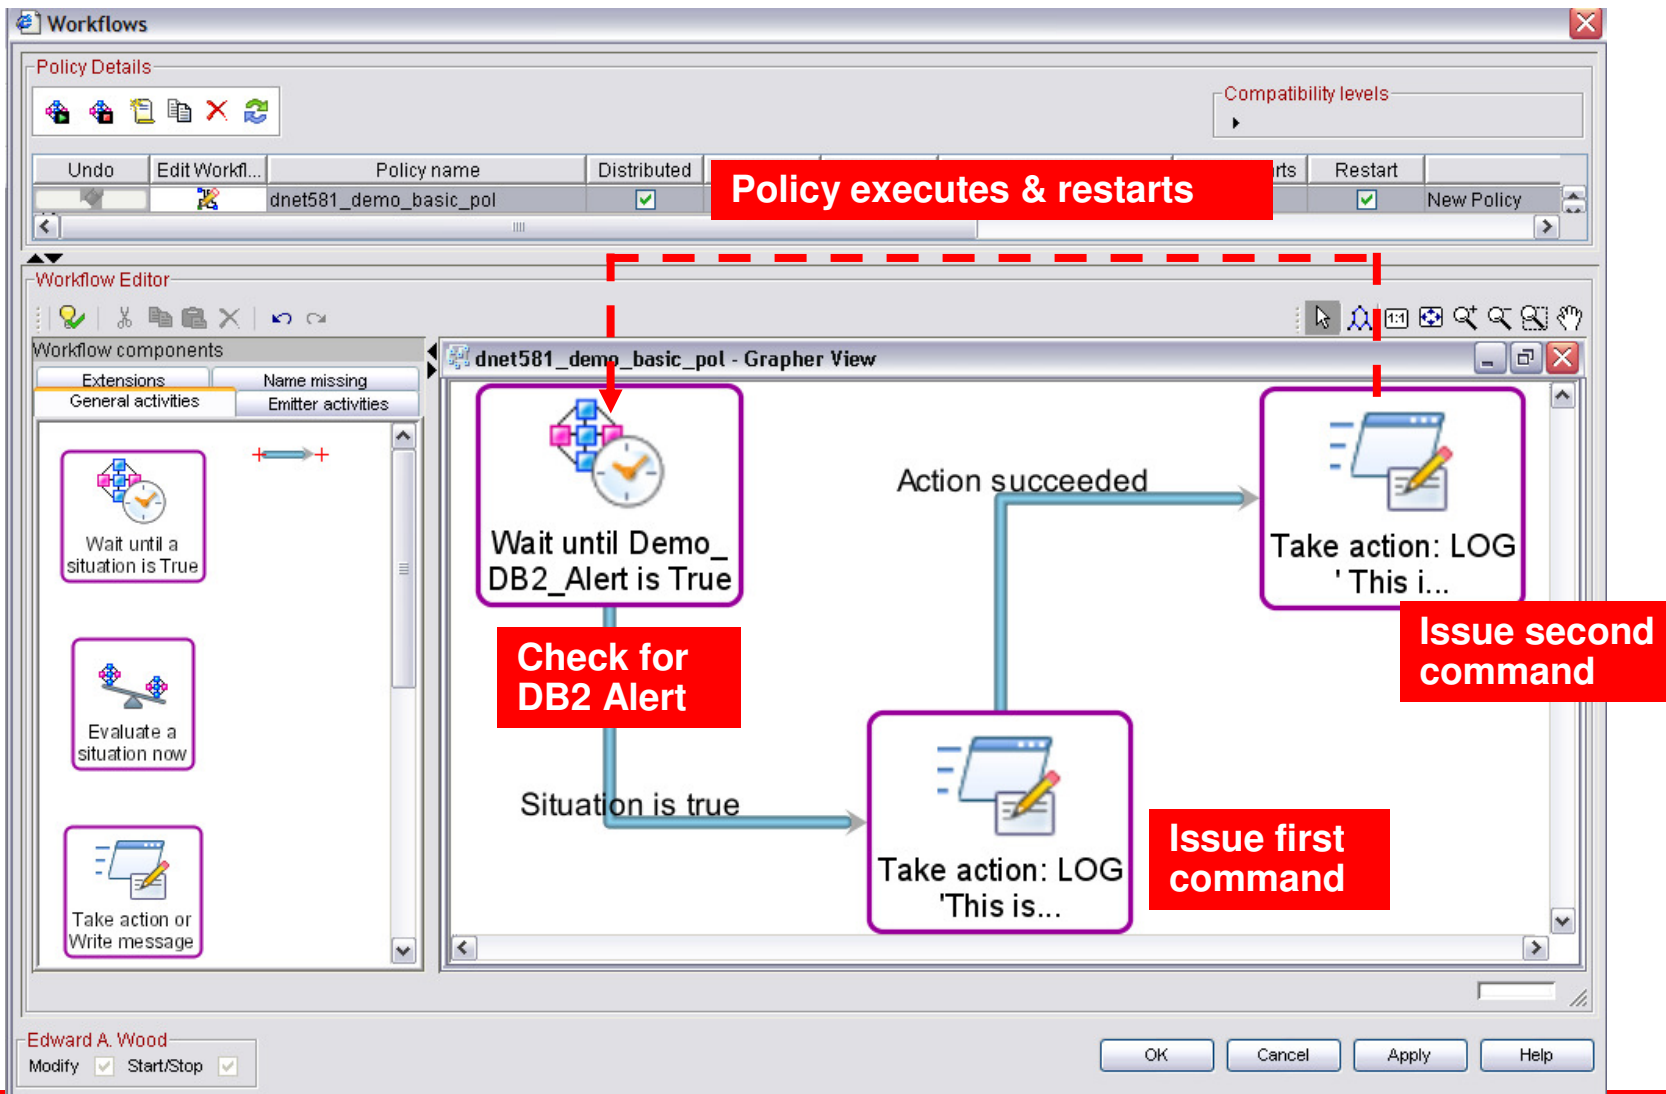 Workflows
Policy Details
Compatibility levels
Undo
Edit Workfl...
Policy name
Distributed
rts
Restart
dnet581_demo_basic_pol
New Policy
Policy executes & restarts
Workflow Editor
1:1
Workflow components
Extensions
Name missing
General activities
Emitter activities
Wait until a
situation is True
Evaluate a
situation now
Take action or
Write message
dnet581_demo_basic_pol - Grapher View
Wait until Demo_
DB2_Alert is True
Check for
DB2 Alert
Situation is true
Take action: LOG
'This is...
Issue first
command
Action succeeded
Take action: LOG
' This i...
Issue second
command
Edward A. Wood
Modify
Start/Stop
OK
Cancel
Apply
Help